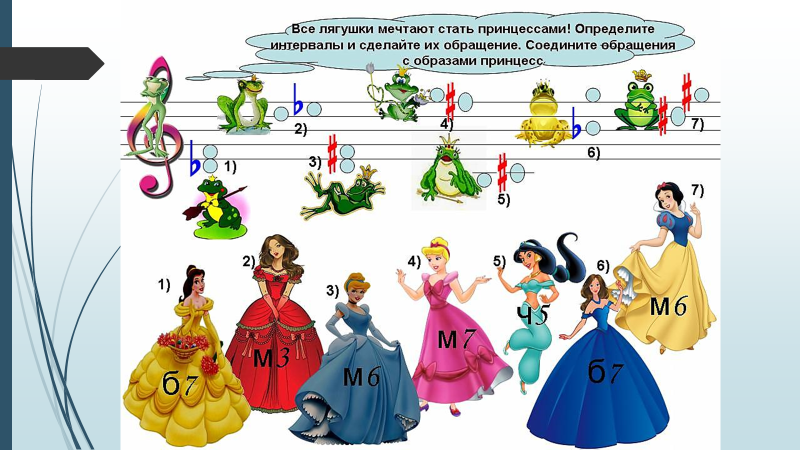 Все лягушки мечтают стать принцессами! Определите
интервалы и сделайте их обращение. Соедините обращения
с образами принцесс.
4)
2)
7)
6)
3)
1)
5)
7)
2)
4)
5)
6)
1)
3)
м6
ч5
м7
м3
б7
м6
б7